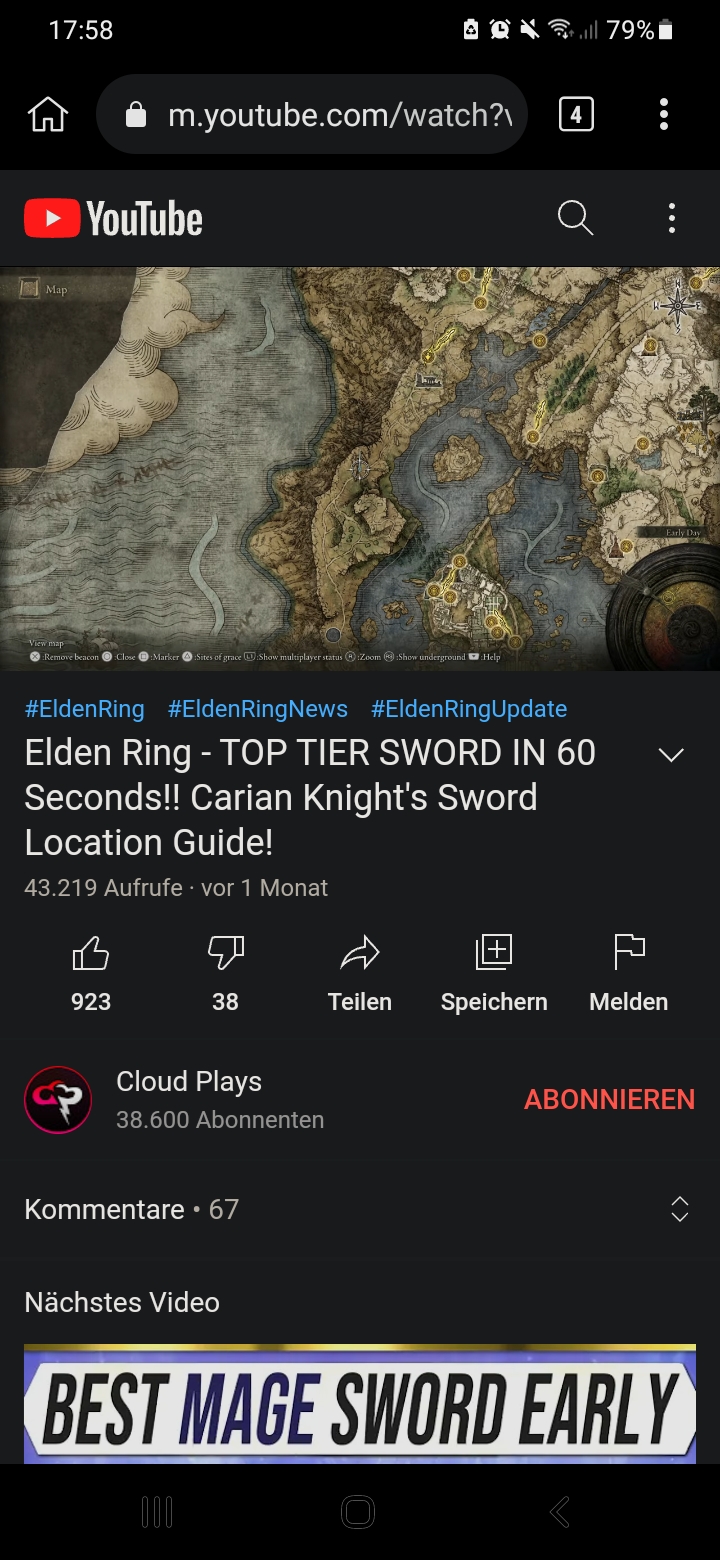 17:58
79%
m.youtube.com/watch?v
4
YouTube
Map
N
E
S
Early Day
View map
:Remove beacon :Close :Marker :Sites of grace L3 :Show multiplayer status R :Zoom R3 :Show underground :Help
#EldenRing #EldenRingNews #EldenRingUpdate
Elden Ring - TOP TIER SWORD IN 60
Seconds!! Carian Knight's Sword
Location Guide!
43.219 Aufrufe · vor 1 Monat
923 38 Teilen Speichern Melden
Cloud Plays
38.600 Abonnenten
ABONNIEREN
Kommentare • 67
Nächstes Video
BEST MAGE SWORD EARLY